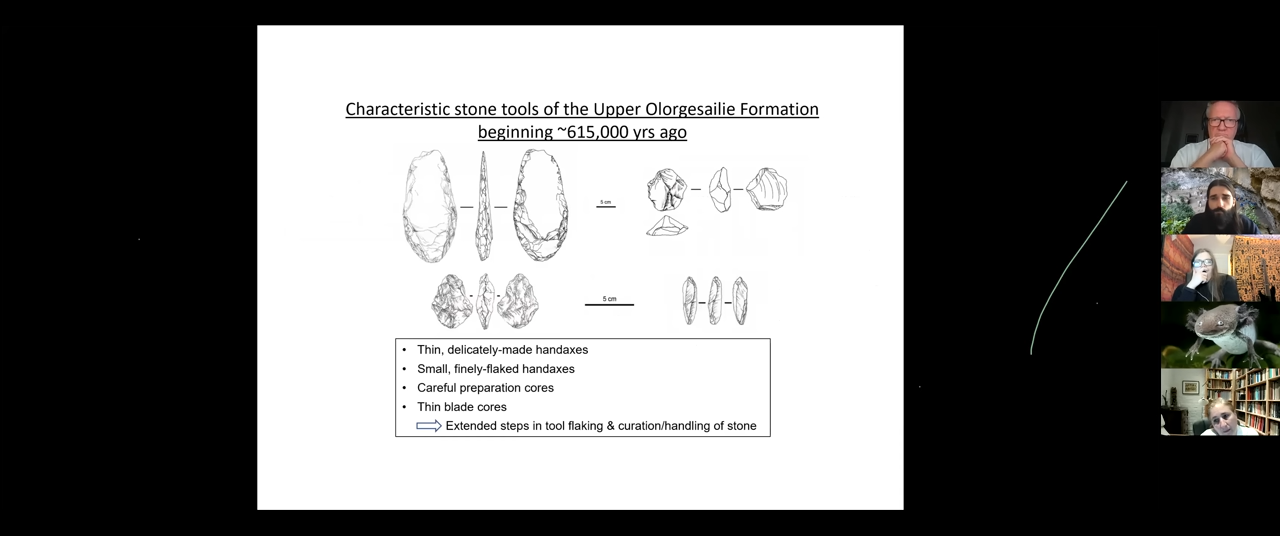 Characteristic stone tools of the Upper Olorgesailie Formation
beginning ~615,000 yrs ago
5 cm
5 cm
• Thin, delicately-made handaxes
• Small, finely-flaked handaxes
• Careful preparation cores
• Thin blade cores
Extended steps in tool flaking & curation/handling of stone